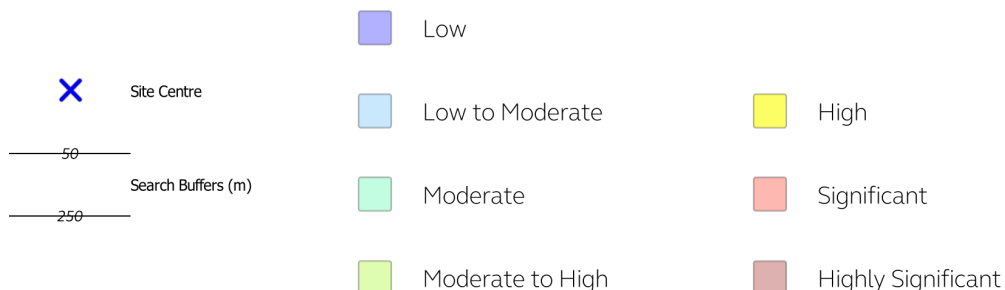 Site Centre
50
Search Buffers (m)
250
Low
Low to Moderate
Moderate
Moderate to High
High
Significant
Highly Significant